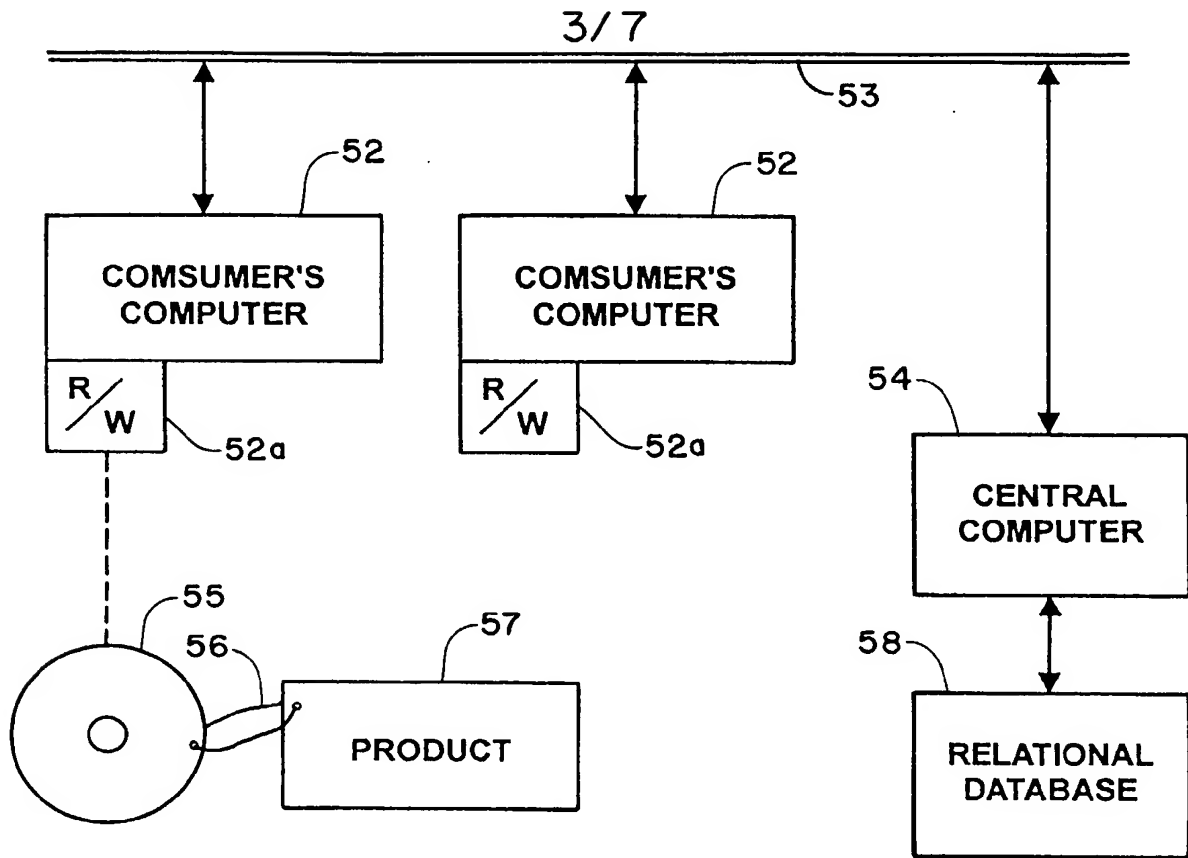 3/7
53
52
52
COMSUMER'S
COMPUTER
COMSUMER'S
COMPUTER
R/W
52a
R/W
52a
54
CENTRAL
COMPUTER
55
56
57
PRODUCT
58
RELATIONAL
DATABASE